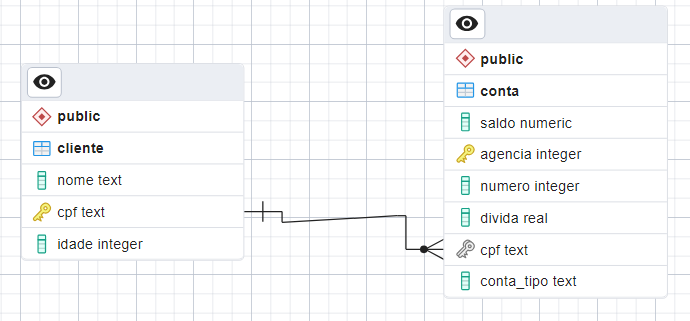 public
cliente
nome text
cpf text
idade integer
public
conta
saldo numeric
agencia integer
numero integer
divida real
cpf text
conta_tipo text